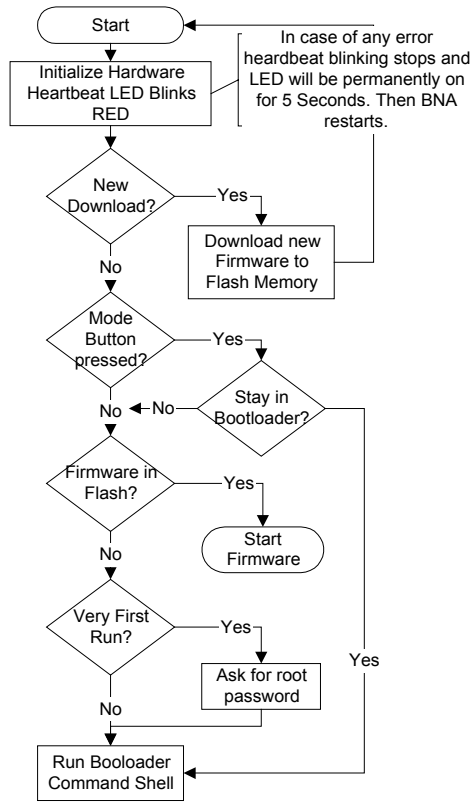 Start
In case of any error
heardbeat blinking stops and
LED will be permanently on
for 5 Seconds. Then BNA
restarts.
Initialize Hardware
Heartbeat LED Blinks
RED
New
Download?
Yes
Download new
Firmware to
Flash Memory
No
Mode
Button
pressed?
Yes
Stay in
Bootloader?
No
No
Firmware in
Flash?
Yes
Start
Firmware
No
Very First
Run?
Yes
Ask for root
password
Yes
No
Run Booloader
Command Shell